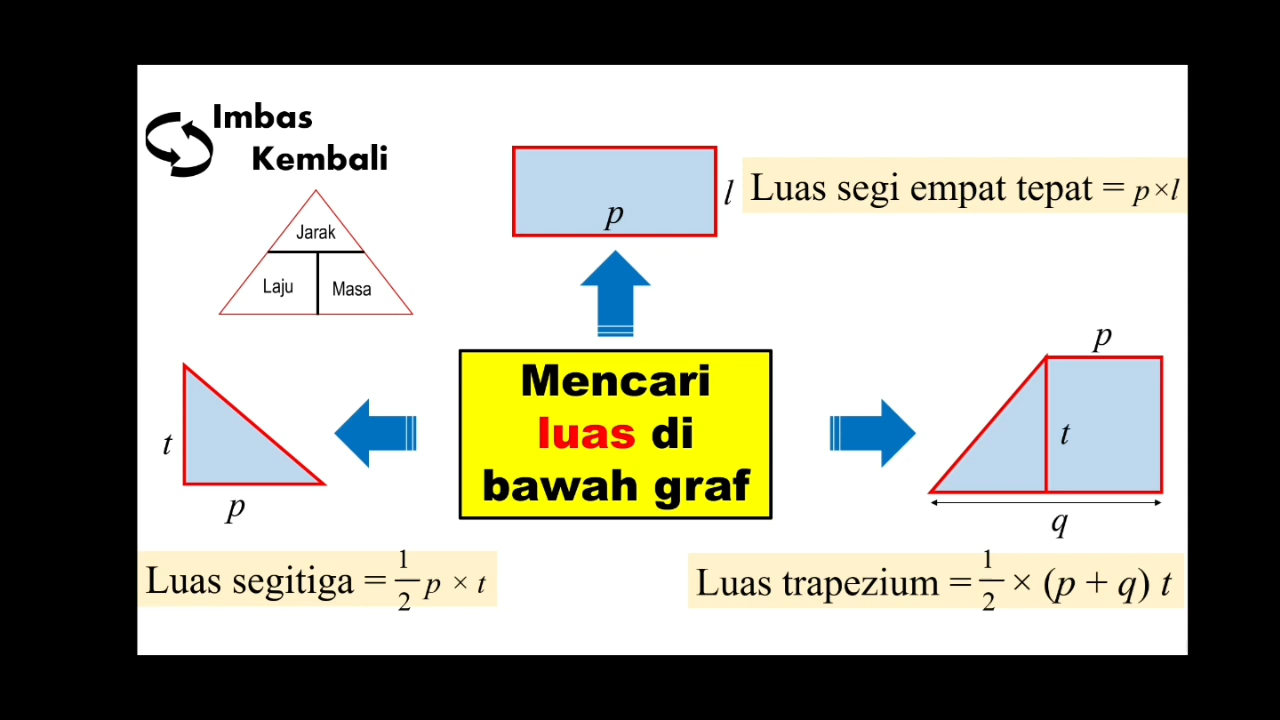 Imbas
Kembali
Jarak
Laju
Masa
p
l
Luas segi empat tepat = p×l
Mencari
luas di
bawah graf
t
p
Luas segitiga = 1/2 p × t
p
t
q
Luas trapezium = 1/2 × (p + q) t